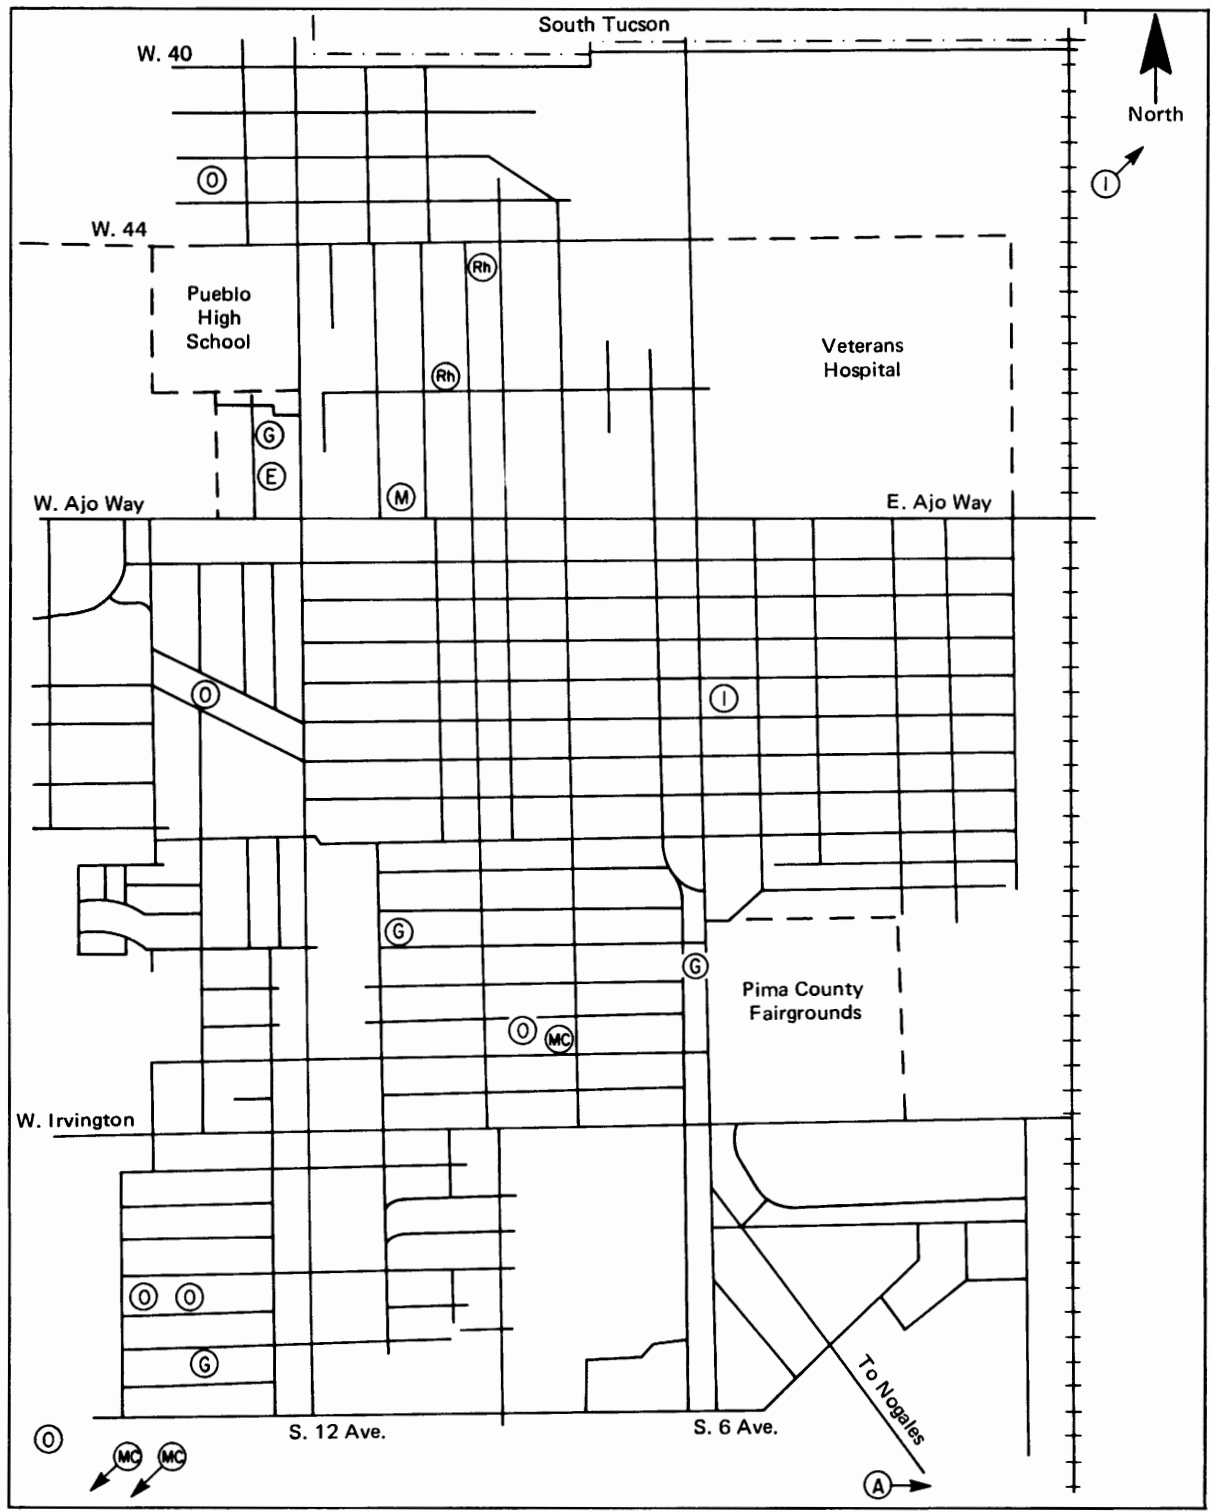 South Tucson
W. 40
North
I
O
W. 44
Rh
Pueblo
High
School
Veterans
Hospital
Rh
G
E
M
W. Ajo Way
E. Ajo Way
O
I
G
G
Pima County
Fairgrounds
O
MC
W. Irvington
O
O
G
To Nogales
S. 12 Ave.
S. 6 Ave.
O
MC
MC
A